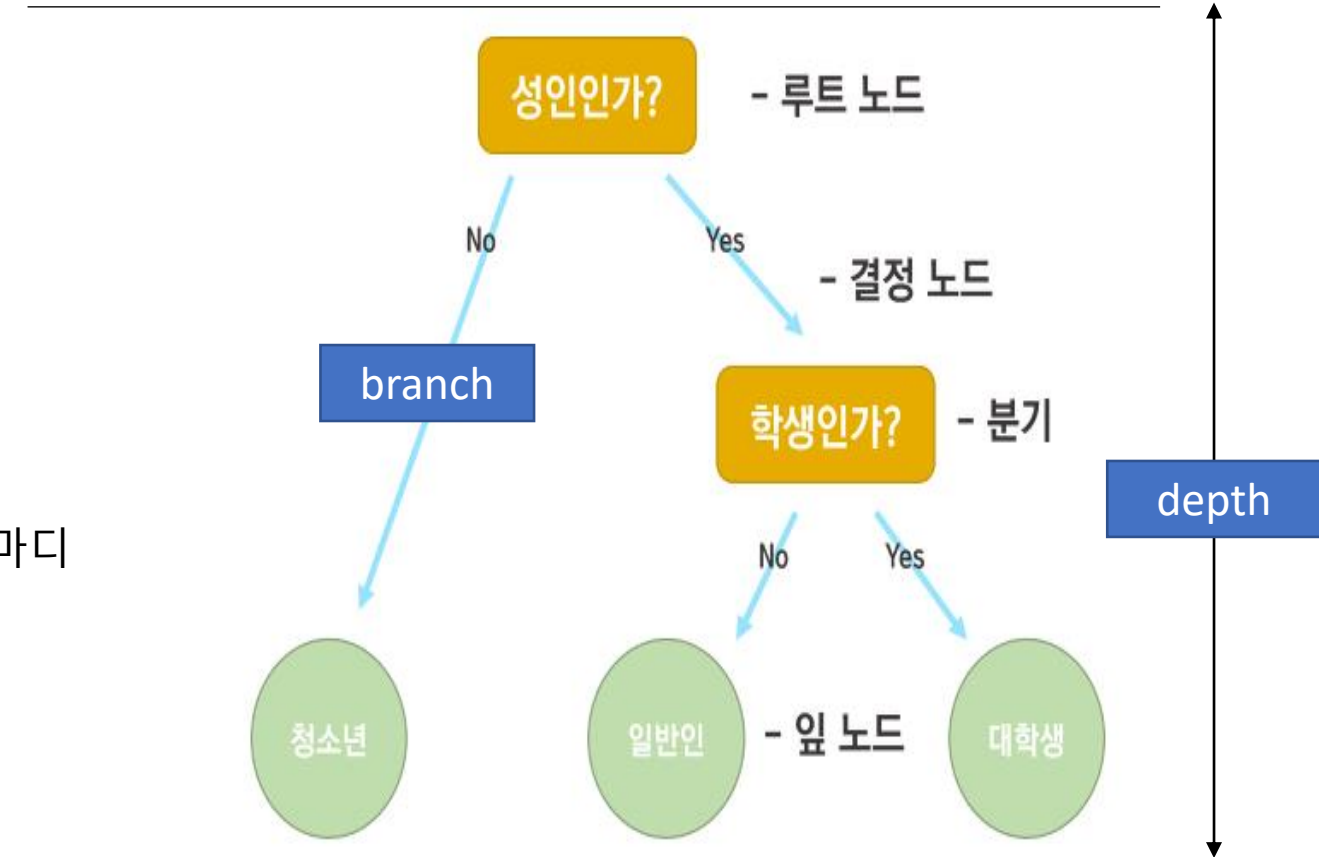 성인인가?
- 루트 노드
No
Yes
- 결정 노드
branch
학생인가?
- 분기
depth
마디
No
Yes
청소년
일반인
- 잎 노드
대학생